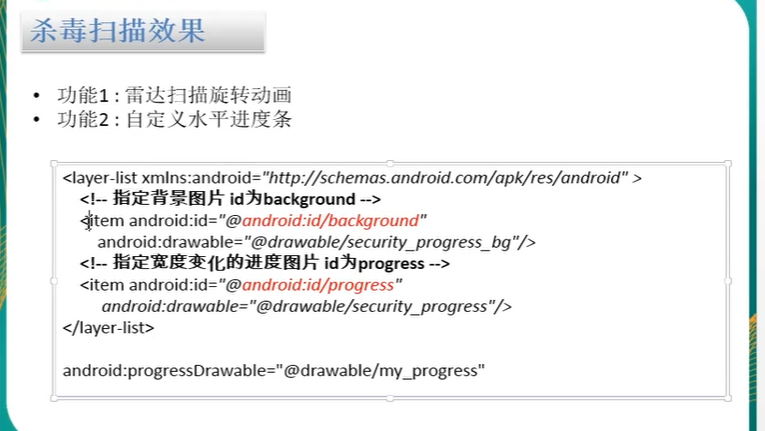 杀毒扫描效果
• 功能1 : 雷达扫描旋转动画
• 功能2 : 自定义水平进度条
<layer-list xmlns:android="http://schemas.android.com/apk/res/android" >
<!-- 指定背景图片 id为background -->
<item android:id="@android:id/background"
android:drawable="@drawable/security_progress_bg"/>
<!-- 指定宽度变化的进度图片 id为progress -->
<item android:id="@android:id/progress"
android:drawable="@drawable/security_progress"/>
</layer-list>
android:progressDrawable="@drawable/my_progress"